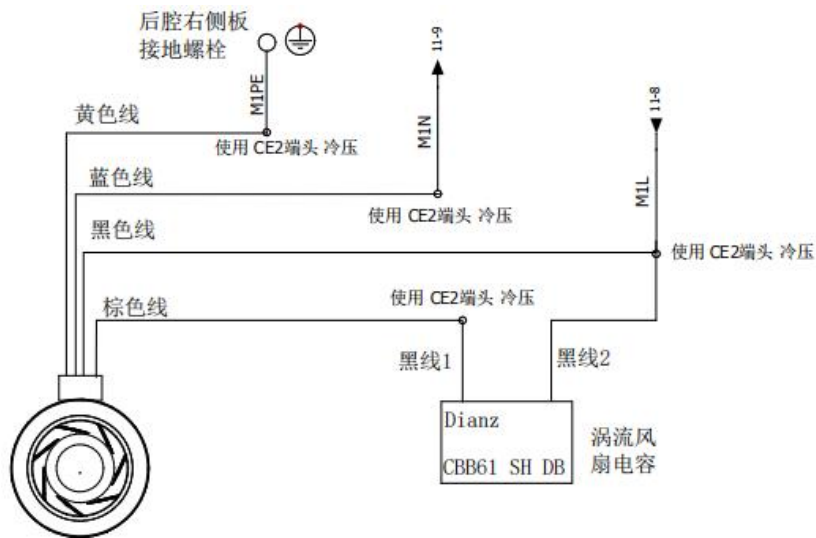 后腔右侧板
接地螺栓
M1PE
11-9
M1N
11-8
M1L
黄色线
使用 CE2端头 冷压
蓝色线
使用 CE2端头 冷压
黑色线
使用 CE2端头 冷压
棕色线
使用 CE2端头 冷压
黑线1
黑线2
Dianz
CBB61 SH DB
涡流风
扇电容